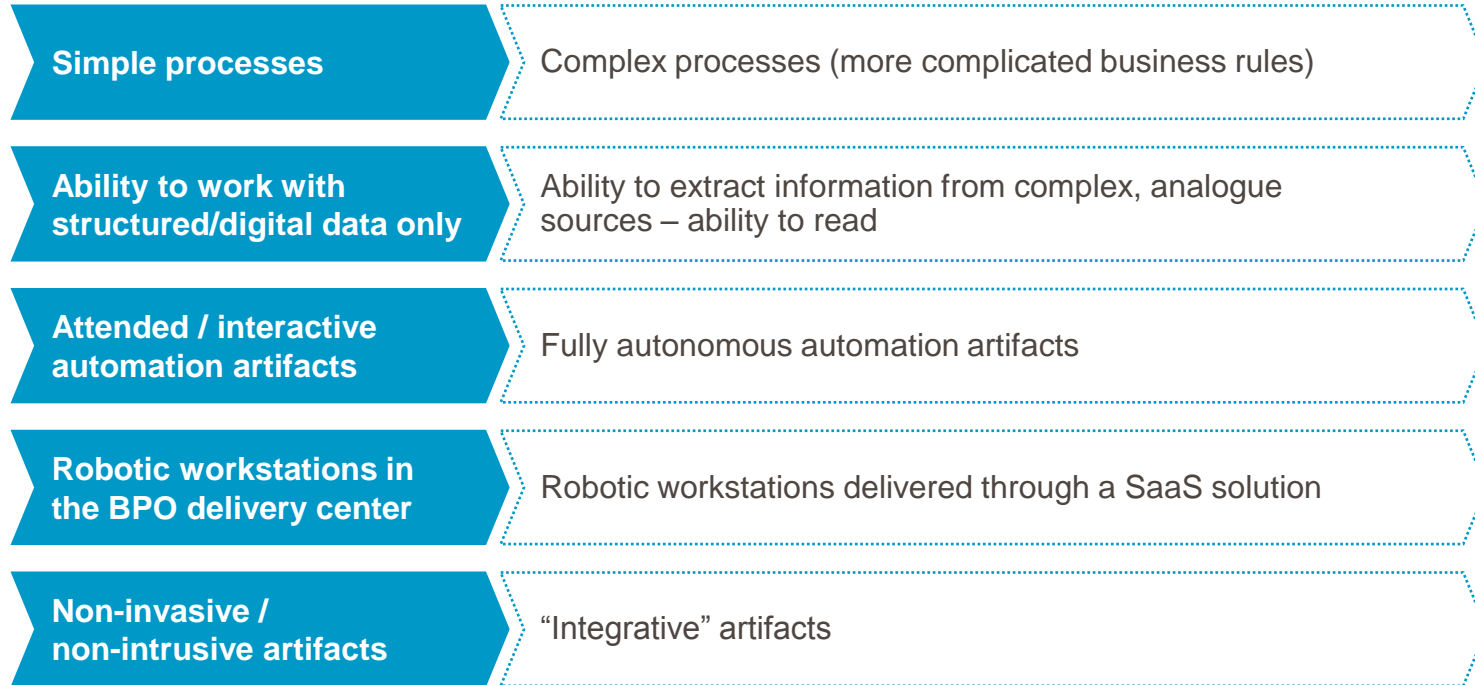 Simple processes
Complex processes (more complicated business rules)
Ability to work with
structured/digital data only
Ability to extract information from complex, analogue
sources – ability to read
Attended / interactive
automation artifacts
Fully autonomous automation artifacts
Robotic workstations in
the BPO delivery center
Robotic workstations delivered through a SaaS solution
Non-invasive /
non-intrusive artifacts
“Integrative” artifacts